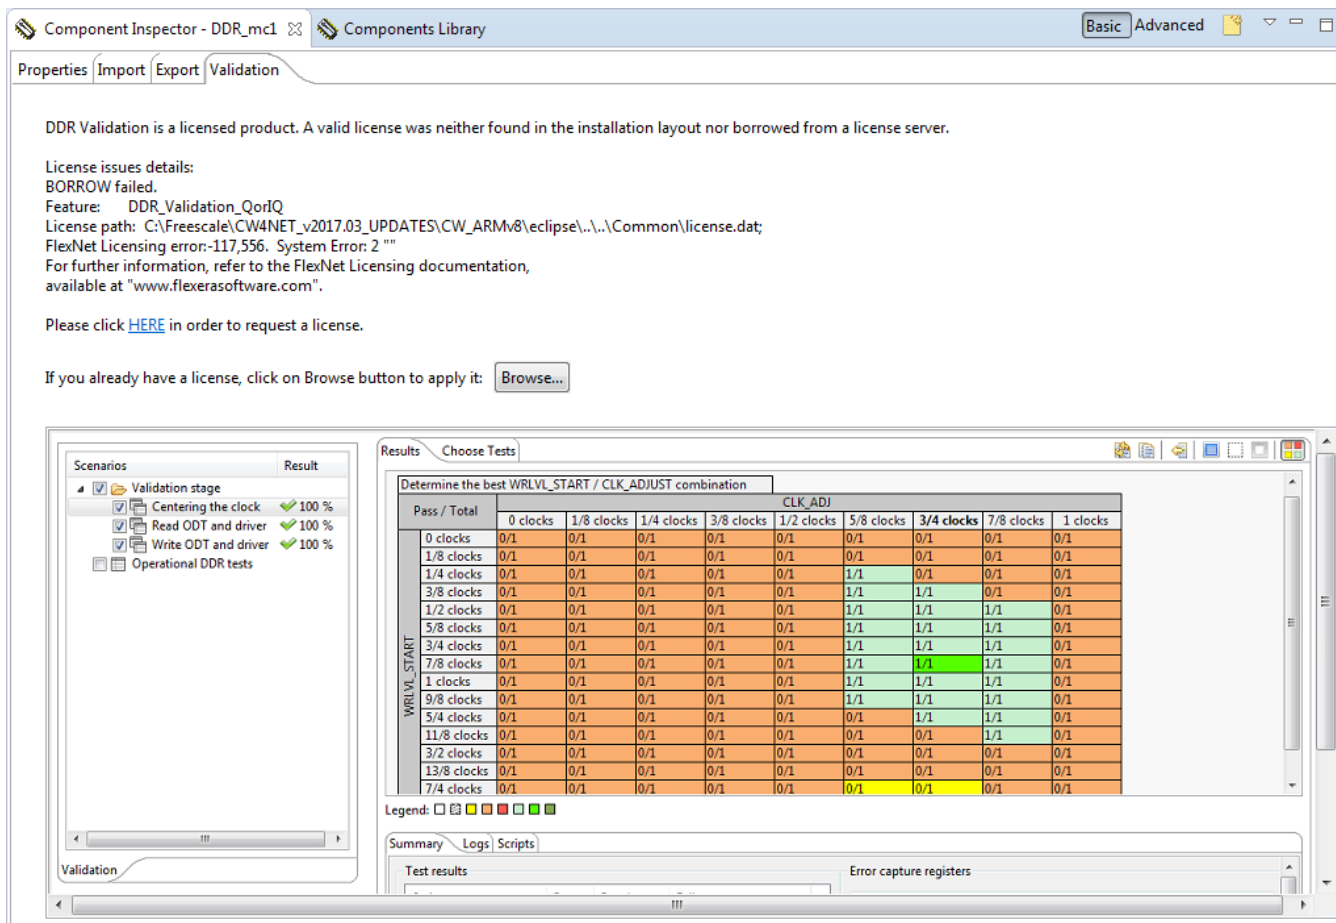 Component Inspector - DDR_mc1 Components Library Basic Advanced
Properties Import Export Validation
DDR Validation is a licensed product. A valid license was neither found in the installation layout nor borrowed from a license server.
License issues details:
BORROW failed.
Feature: DDR_Validation_QorIQ
License path: C:\Freescale\CW4NET_v2017.03_UPDATES\CW_ARMv8\eclipse\..\..\Common\license.dat;
FlexNet Licensing error:-117,556. System Error: 2 ""
For further information, refer to the FlexNet Licensing documentation,
available at "www.flexerasoftware.com".
Please click HERE in order to request a license.
If you already have a license, click on Browse button to apply it: Browse...
Scenarios Result
Validation stage
Centering the clock 100 %
Read ODT and driver 100 %
Write ODT and driver 100 %
Operational DDR tests
Validation
Results Choose Tests
Determine the best WRLVL_START / CLK_ADJUST combination
Pass / Total CLK_ADJ
0 clocks 1/8 clocks 1/4 clocks 3/8 clocks 1/2 clocks 5/8 clocks 3/4 clocks 7/8 clocks 1 clocks
WRLVL_START
0 clocks 0/1 0/1 0/1 0/1 0/1 0/1 0/1 0/1 0/1
1/8 clocks 0/1 0/1 0/1 0/1 0/1 0/1 0/1 0/1 0/1
1/4 clocks 0/1 0/1 0/1 0/1 0/1 1/1 0/1 0/1 0/1
3/8 clocks 0/1 0/1 0/1 0/1 0/1 1/1 1/1 0/1 0/1
1/2 clocks 0/1 0/1 0/1 0/1 0/1 1/1 1/1 1/1 0/1
5/8 clocks 0/1 0/1 0/1 0/1 0/1 1/1 1/1 1/1 0/1
3/4 clocks 0/1 0/1 0/1 0/1 0/1 1/1 1/1 1/1 0/1
7/8 clocks 0/1 0/1 0/1 0/1 0/1 1/1 1/1 1/1 0/1
1 clocks 0/1 0/1 0/1 0/1 0/1 1/1 1/1 1/1 0/1
9/8 clocks 0/1 0/1 0/1 0/1 0/1 1/1 1/1 1/1 0/1
5/4 clocks 0/1 0/1 0/1 0/1 0/1 0/1 1/1 1/1 0/1
11/8 clocks 0/1 0/1 0/1 0/1 0/1 0/1 0/1 1/1 0/1
3/2 clocks 0/1 0/1 0/1 0/1 0/1 0/1 0/1 0/1 0/1
13/8 clocks 0/1 0/1 0/1 0/1 0/1 0/1 0/1 0/1 0/1
7/4 clocks 0/1 0/1 0/1 0/1 0/1 0/1 0/1 0/1 0/1
Legend:
Summary Logs Scripts
Test results Error capture registers